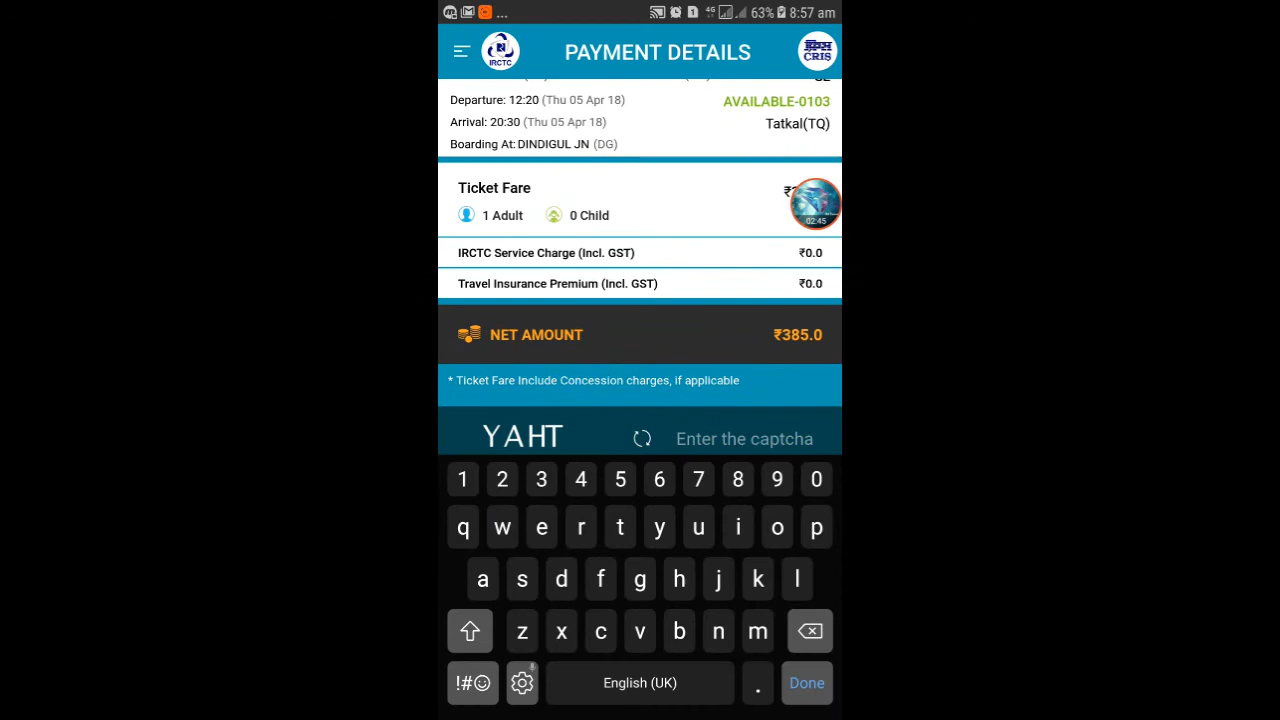 ... 1 4G 63% 8:57 am
IRCTC PAYMENT DETAILS CRIS
Departure: 12:20 (Thu 05 Apr 18) AVAILABLE-0103
Arrival: 20:30 (Thu 05 Apr 18) Tatkal(TQ)
Boarding At: DINDIGUL JN (DG)
Ticket Fare
1 Adult 0 Child 02:45
IRCTC Service Charge (Incl. GST) ₹0.0
Travel Insurance Premium (Incl. GST) ₹0.0
NET AMOUNT ₹385.0
* Ticket Fare Include Concession charges, if applicable
YAHT Enter the captcha
1 2 3 4 5 6 7 8 9 0
q w e r t y u i o p
a s d f g h j k l
z x c v b n m
!#☺ English (UK) . Done